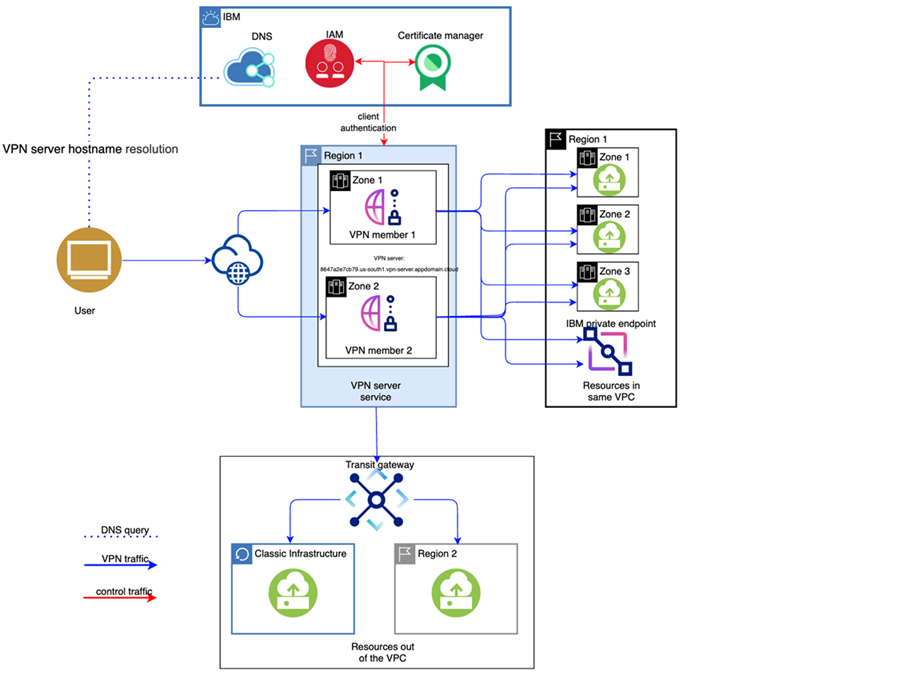 IBM
DNS
IAM
Certificate manager
client
authentication
VPN server hostname resolution
Region 1
Zone 1
VPN member 1
VPN server:
8647a2e7cb79.us-south1.vpn-server.appdomain.cloud
Zone 2
VPN member 2
VPN server
service
Region 1
Zone 1
Zone 2
Zone 3
IBM private endpoint
Resources in
same VPC
User
Transit gateway
Classic Infrastructure
Region 2
Resources out
of the VPC
DNS query
VPN traffic
control traffic